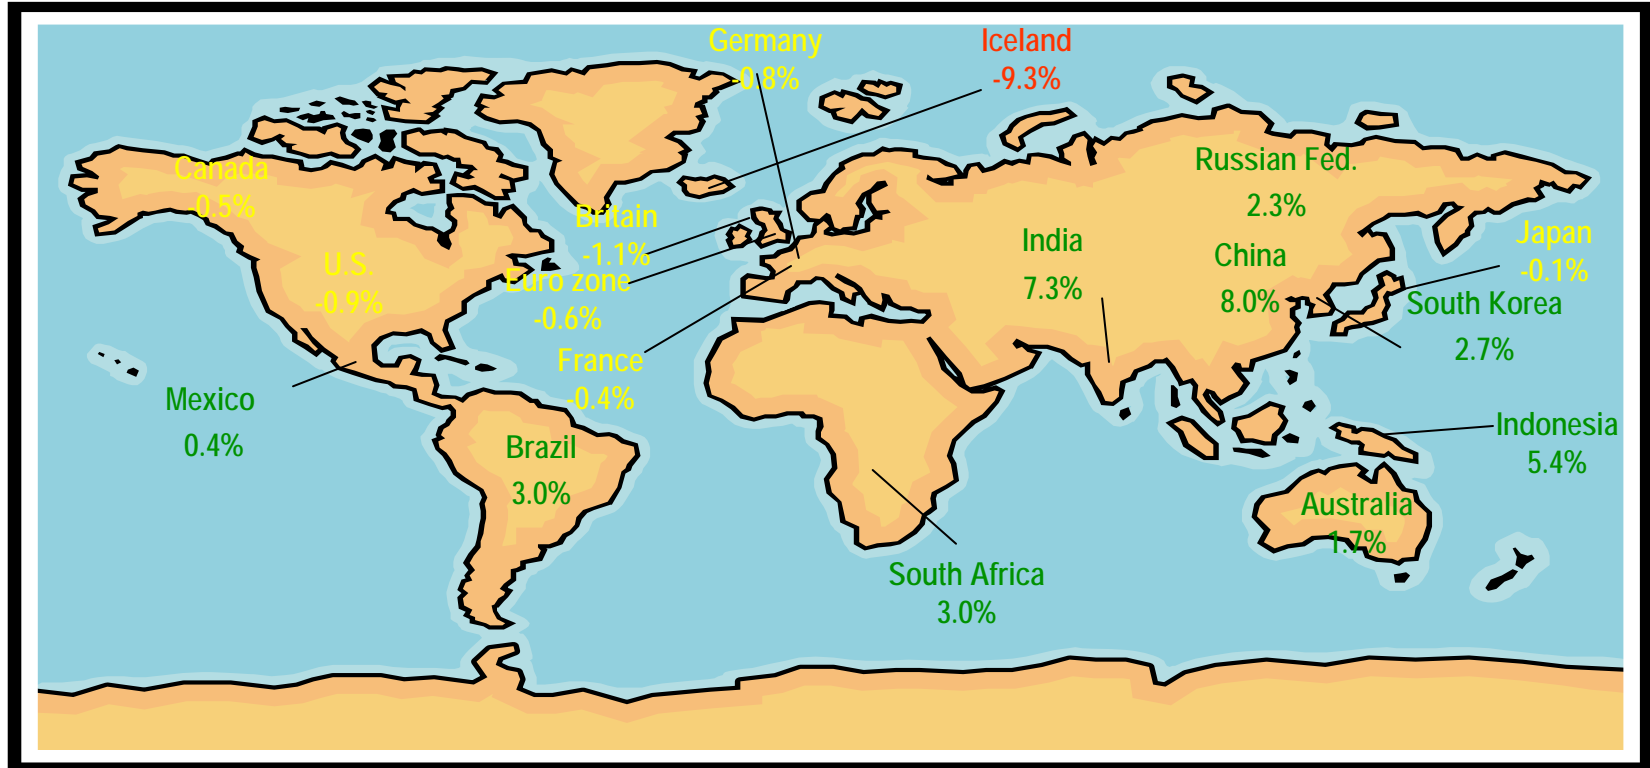 Germany
-0.8%
Iceland
-9.3%
Canada
-0.5%
Russian Fed.
2.3%
Britain
-1.1%
India
7.3%
China
8.0%
Japan
-0.1%
U.S.
-0.9%
Euro zone
-0.6%
South Korea
2.7%
France
-0.4%
Mexico
0.4%
Brazil
3.0%
Indonesia
5.4%
Australia
1.7%
South Africa
3.0%